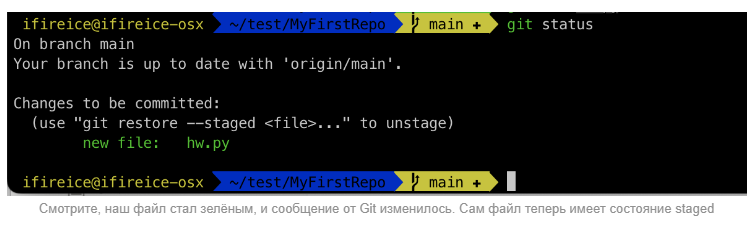 ifireice@ifireice-osx ~/test/MyFirstRepo main + git status
On branch main
Your branch is up to date with 'origin/main'.
Changes to be committed:
(use "git restore --staged <file>..." to unstage)
new file: hw.py
ifireice@ifireice-osx ~/test/MyFirstRepo main +
Смотрите, наш файл стал зелёным, и сообщение от Git изменилось. Сам файл теперь имеет состояние staged